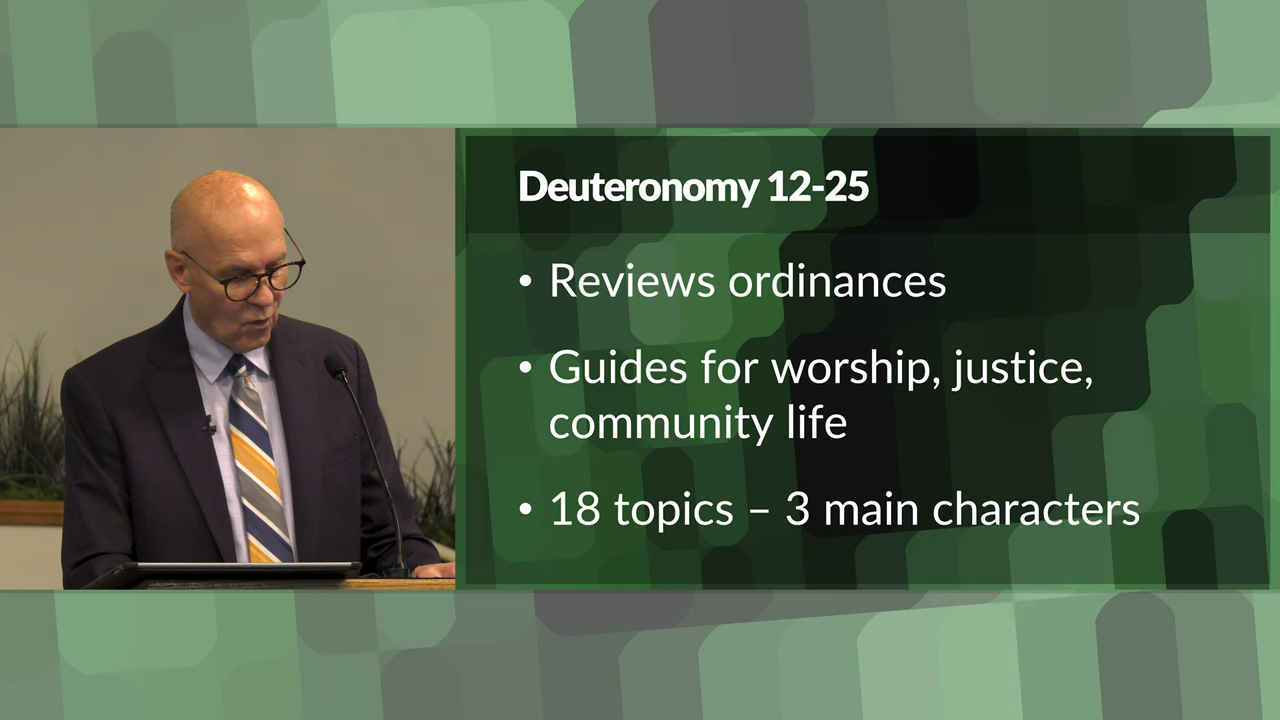 Deuteronomy 12-25
• Reviews ordinances
• Guides for worship, justice,
community life
• 18 topics – 3 main characters